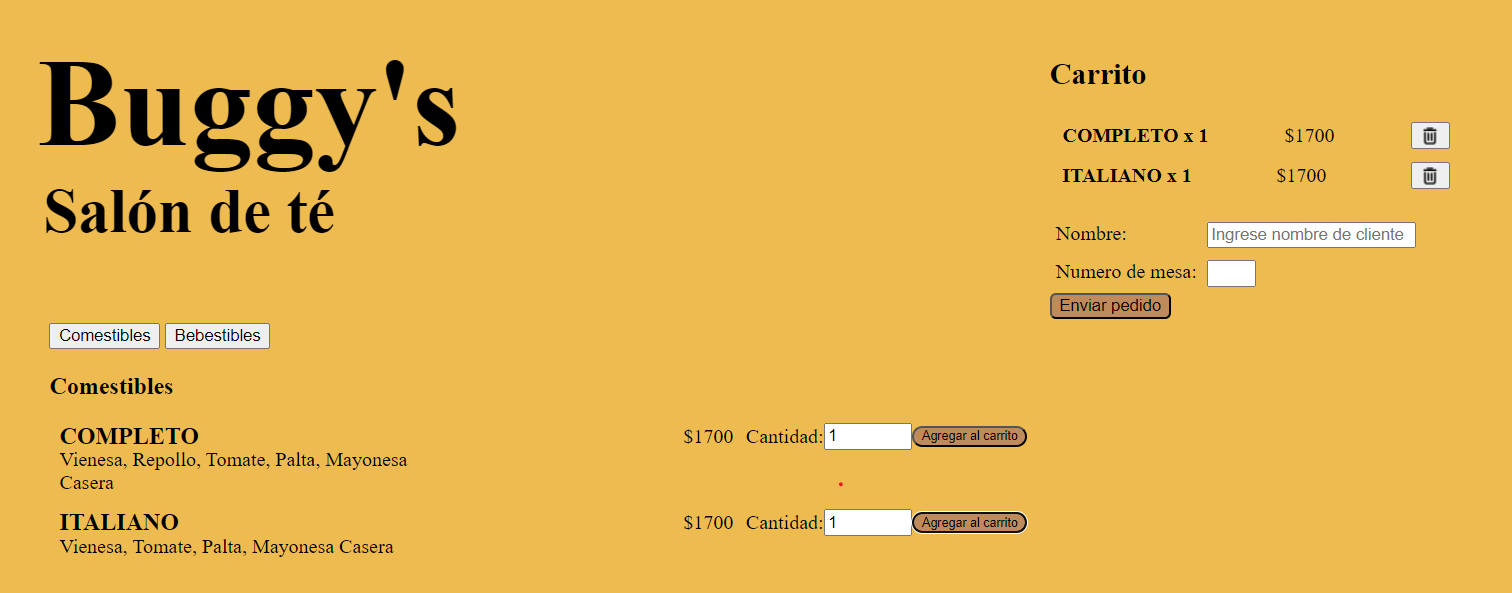 Buggy's
Salón de té
Carrito
COMPLETO x 1 $1700
ITALIANO x 1 $1700
Nombre: Ingrese nombre de cliente
Numero de mesa:
Enviar pedido
Comestibles Bebestibles
Comestibles
COMPLETO $1700 Cantidad: 1 Agregar al carrito
Vienesa, Repollo, Tomate, Palta, Mayonesa
Casera
ITALIANO $1700 Cantidad: 1 Agregar al carrito
Vienesa, Tomate, Palta, Mayonesa Casera